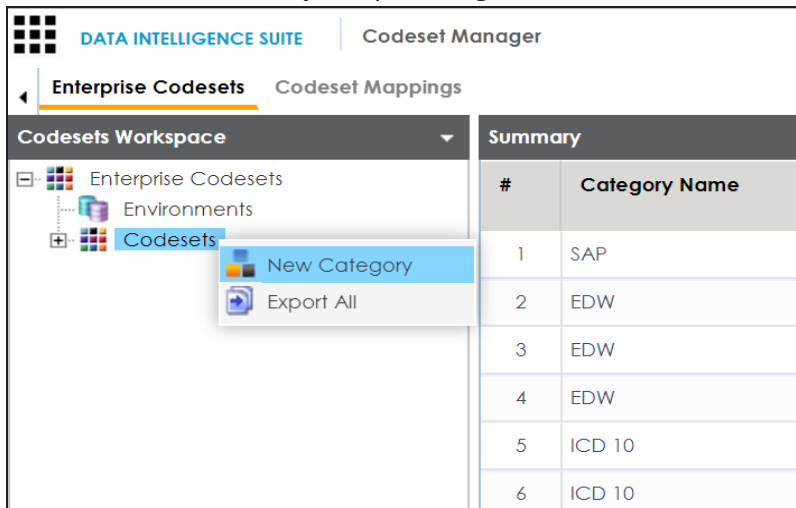 DATA INTELLIGENCE SUITE Codeset Manager
Enterprise Codesets Codeset Mappings
Codesets Workspace
Enterprise Codesets
Environments
Codesets
New Category
Export All
Summary
# Category Name
1 SAP
2 EDW
3 EDW
4 EDW
5 ICD 10
6 ICD 10